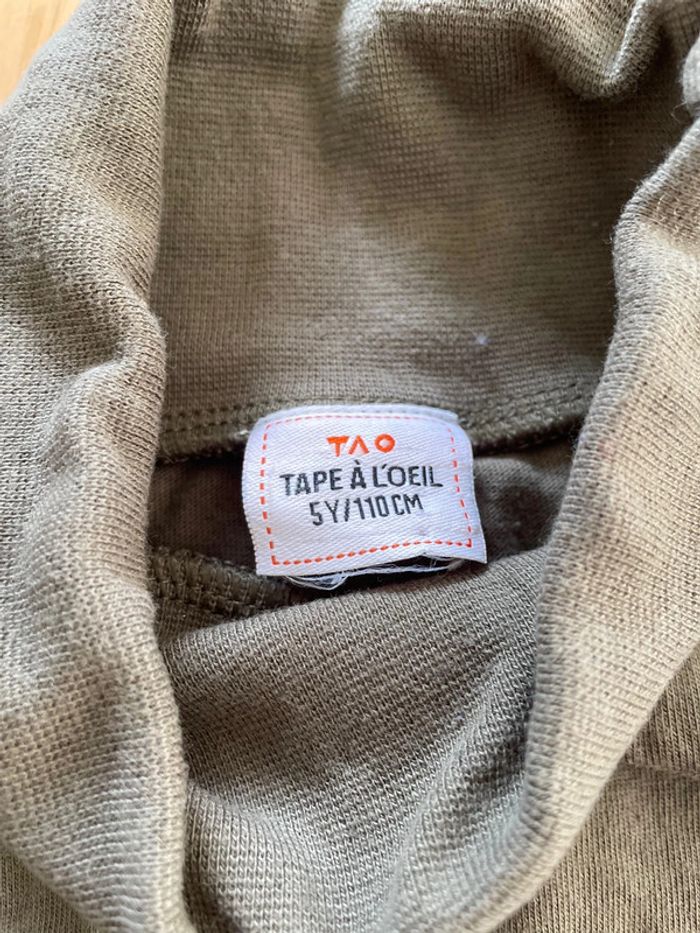 TAO
TAPE À L'OEIL
5Y/110CM